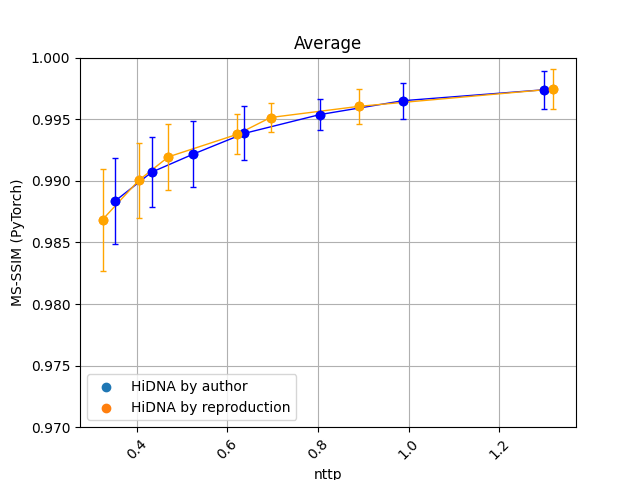 Average
MS-SSIM (PyTorch)
1.000
0.995
0.990
0.985
0.980
0.975
0.970
HiDNA by author
HiDNA by reproduction
0.4
0.6
0.8
1.0
1.2
nttp